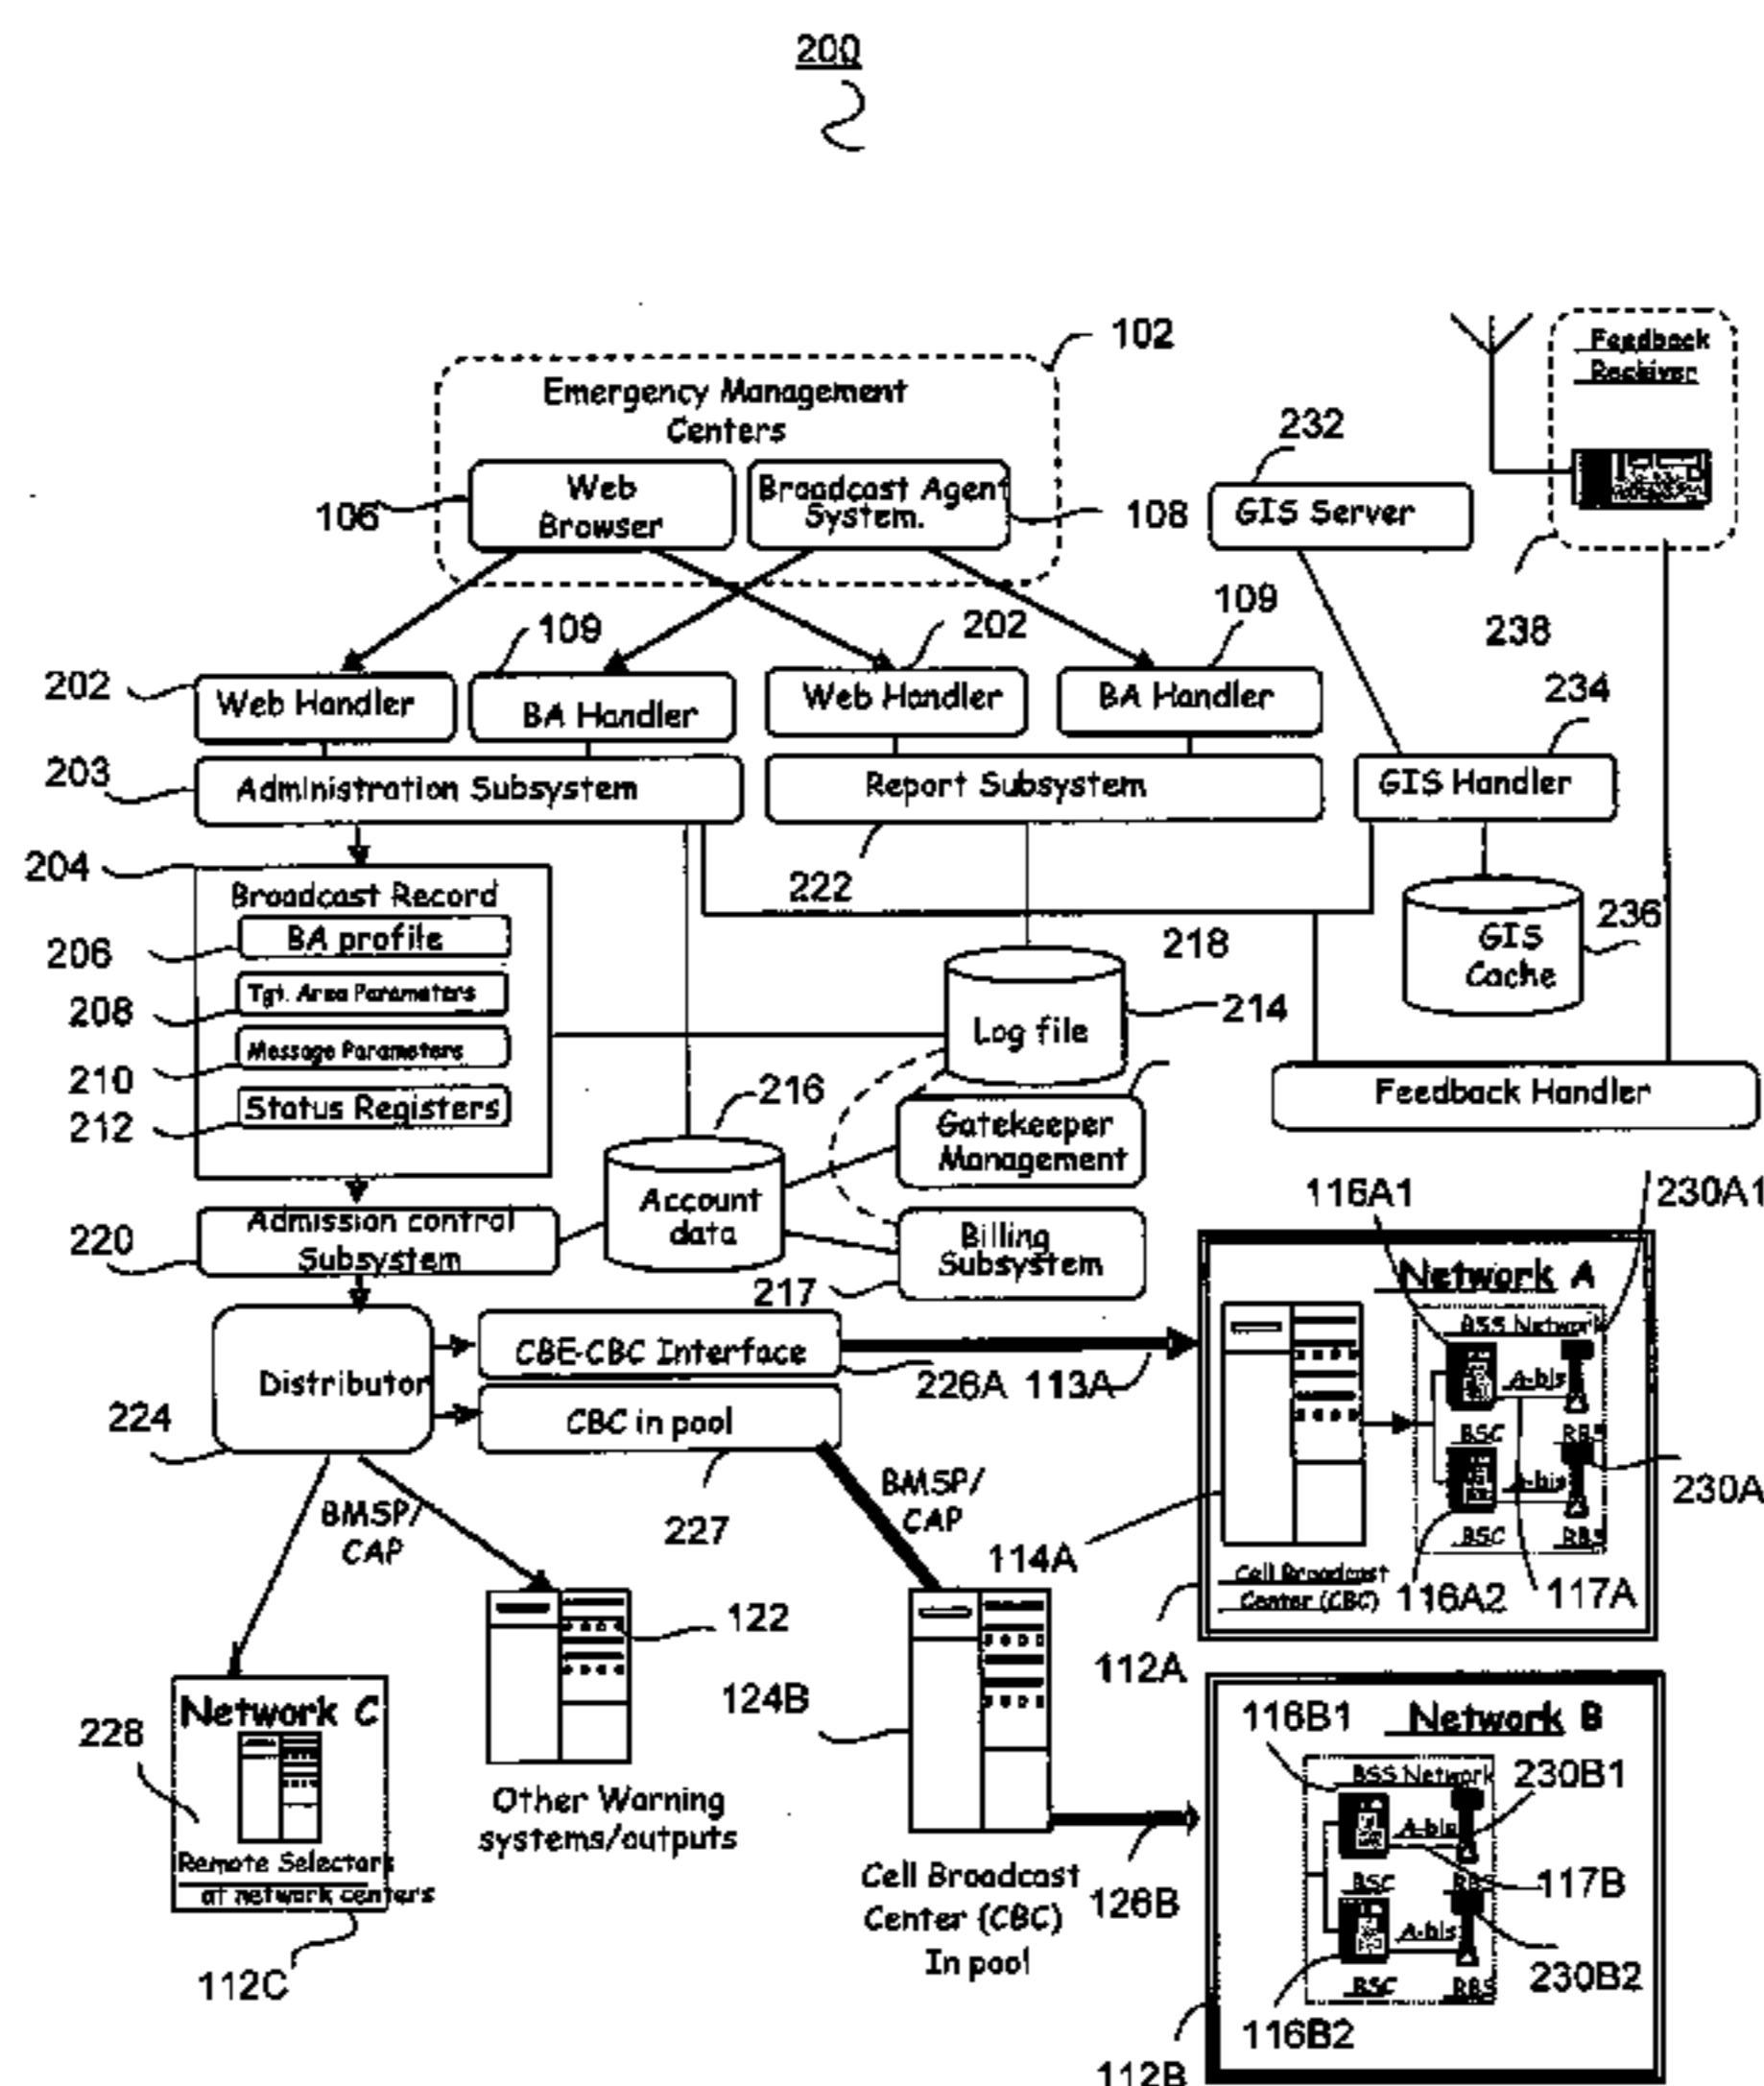 200
102
Emergency Management
Centers
Web
Browser
Broadcast Agent
System.
106
108
232
GIS Server
Feedback
Receiver
238
109
202
109
202
Web Handler
BA Handler
Web Handler
BA Handler
234
203
Administration Subsystem
Report Subsystem
GIS Handler
204
222
Broadcast Record
BA profile
206
Tgt. Area Parameters
208
Message Parameters
210
Status Registers
212
218
GIS
Cache
236
Log file
214
Feedback Handler
216
Gatekeeper
Management
Account
data
220
Admission control
Subsystem
Billing
Subsystem
217
116A1
230A1
Network A
BSS Network
Distributor
224
CBE-CBC Interface
226A
113A
CBC in pool
227
A-bis
BSC
RBS
A-bis
BSC
RBS
230A
BMSP/
CAP
BMSP/
CAP
114A
Cell Broadcast
Center (CBC)
116A2
117A
112A
122
124B
Network C
228
Remote Selectors
at network centers
112C
Other Warning
systems/outputs
Cell Broadcast
Center (CBC)
In pool
126B
116B1
Network B
BSS Network
230B1
A-bis
BSC
RBS
117B
A-bis
BSC
RBS
230B2
116B2
112B